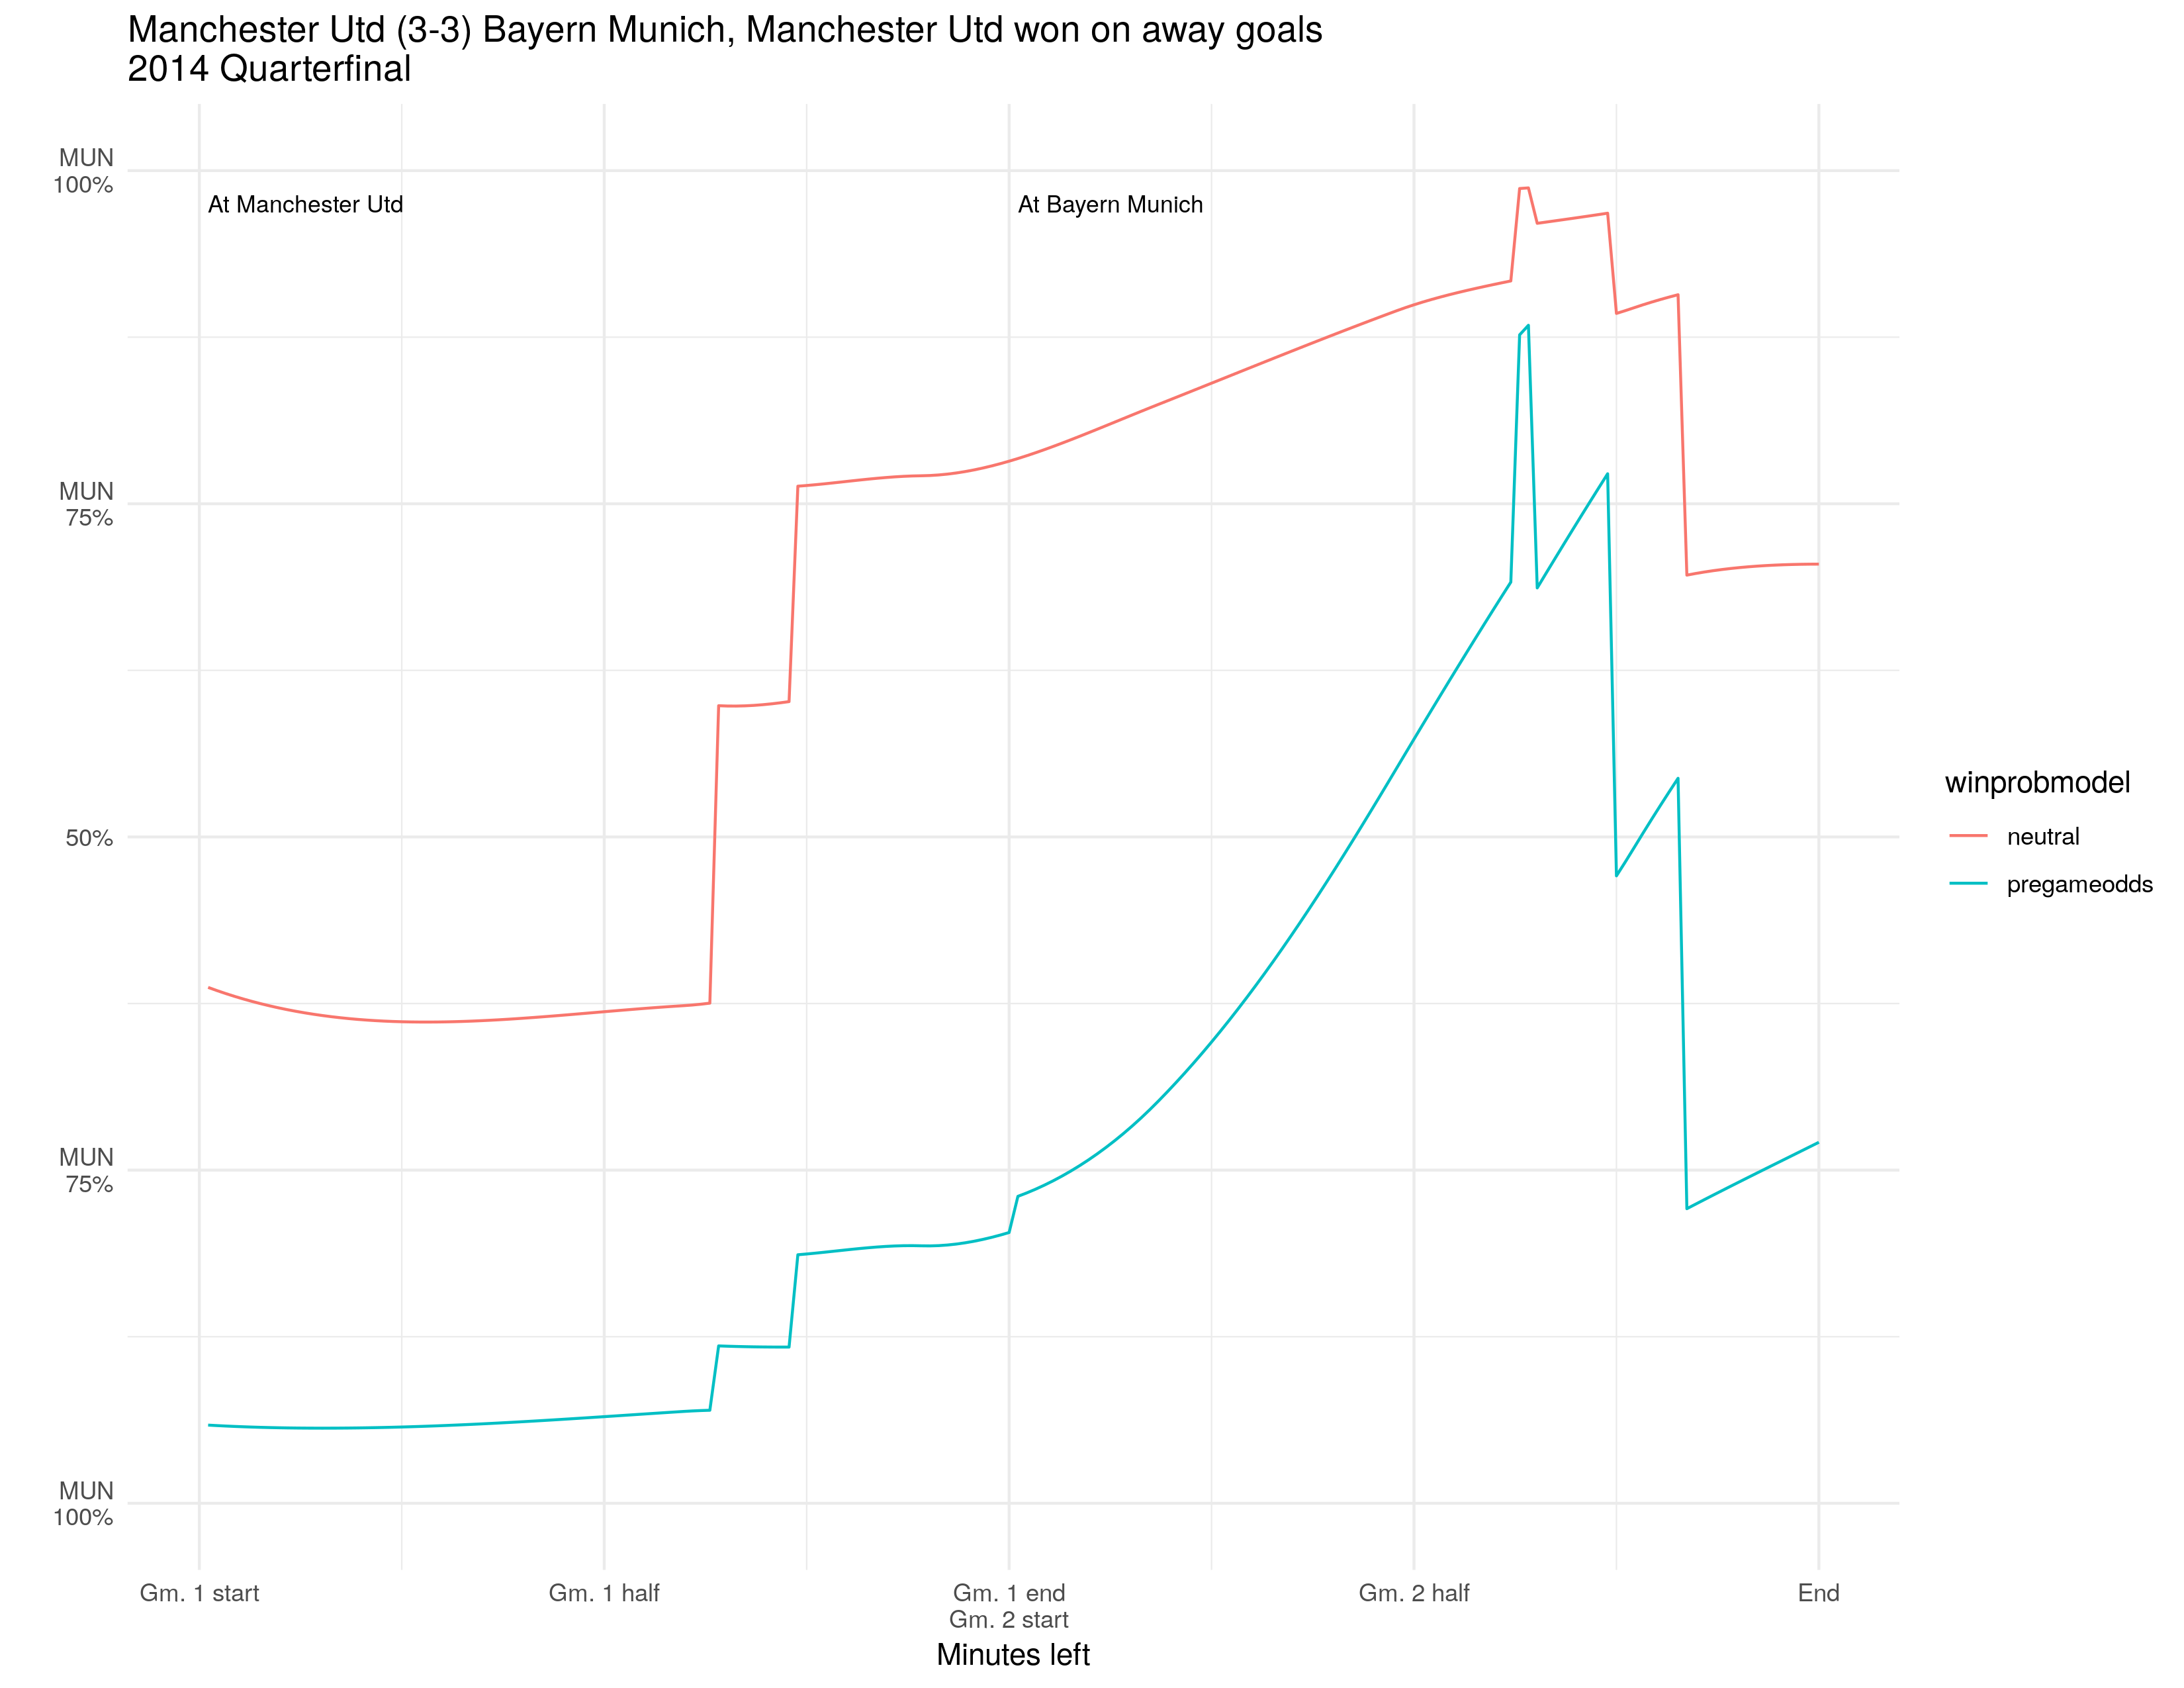 Manchester Utd (3-3) Bayern Munich, Manchester Utd won on away goals
2014 Quarterfinal
MUN
100%
At Manchester Utd
At Bayern Munich
MUN
75%
50%
MUN
75%
MUN
100%
winprobmodel
neutral
pregameodds
Gm. 1 start
Gm. 1 half
Gm. 1 end
Gm. 2 start
Gm. 2 half
End
Minutes left